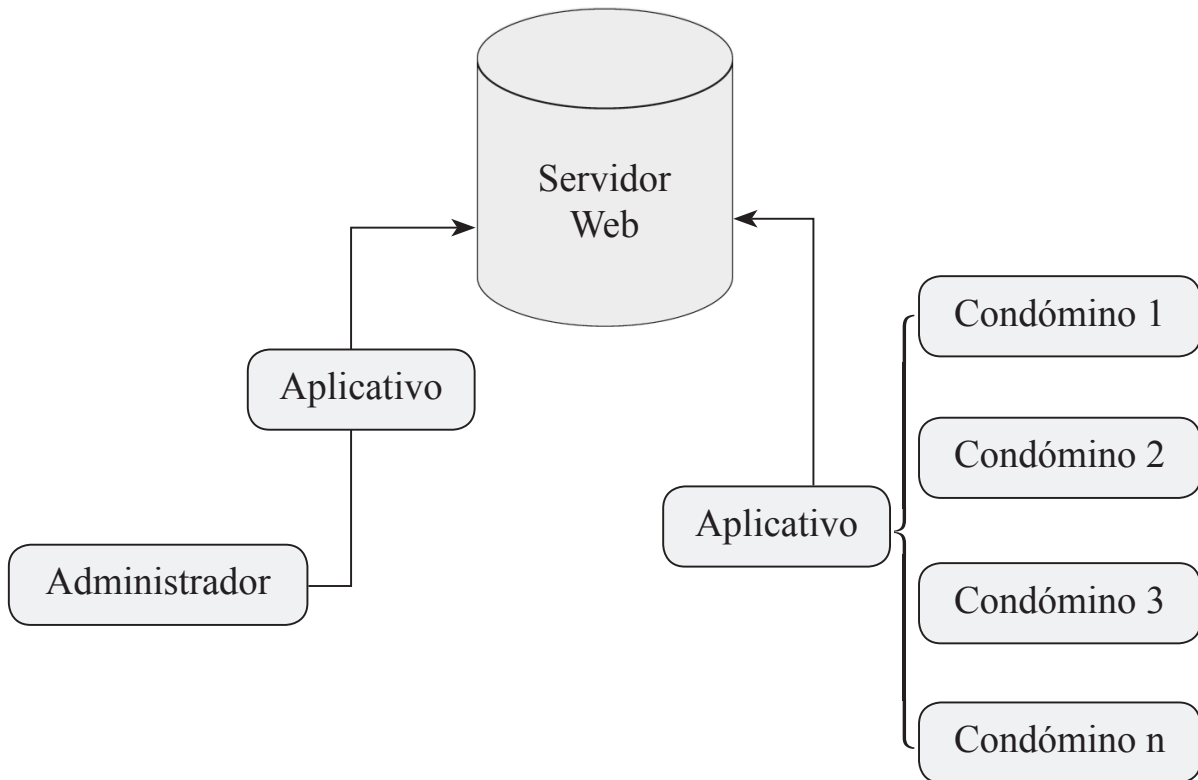 Servidor
Web
Aplicativo
Administrador
Aplicativo
Condómino 1
Condómino 2
Condómino 3
Condómino n